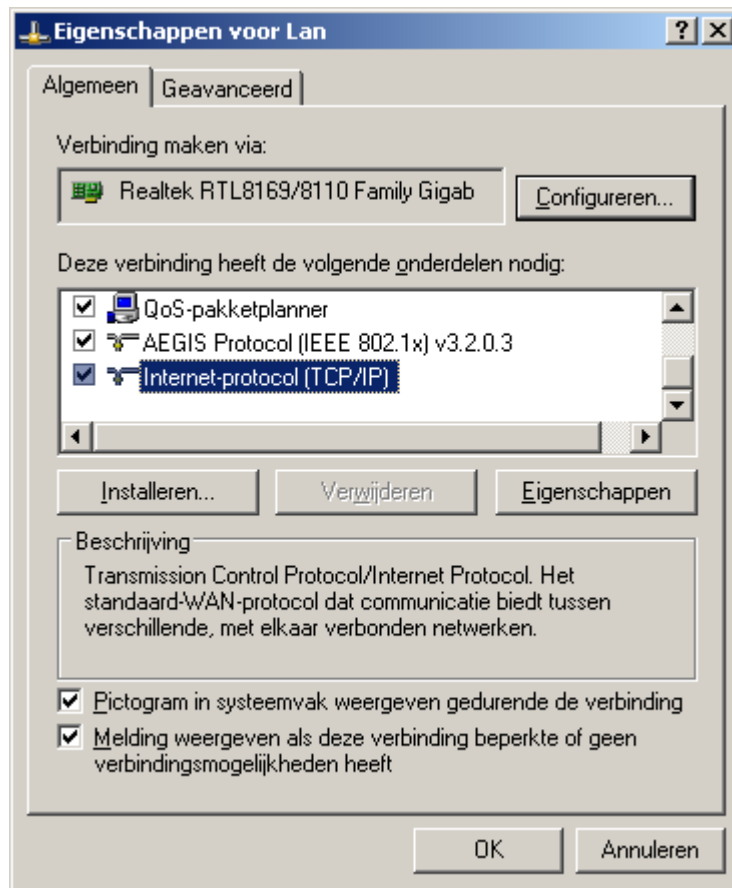 Eigenschappen voor Lan
Algemeen
Geavanceerd
Verbinding maken via:
Realtek RTL8169/8110 Family Gigab
Configureren...
Deze verbinding heeft de volgende onderdelen nodig:
QoS-pakketplanner
AEGIS Protocol (IEEE 802.1x) v3.2.0.3
Internet-protocol (TCP/IP)
Installeren...
Verwijderen
Eigenschappen
Beschrijving
Transmission Control Protocol/Internet Protocol. Het
standaard-WAN-protocol dat communicatie biedt tussen
verschillende, met elkaar verbonden netwerken.
Pictogram in systeemvak weergeven gedurende de verbinding
Melding weergeven als deze verbinding beperkte of geen
verbindingsmogelijkheden heeft
OK
Annuleren